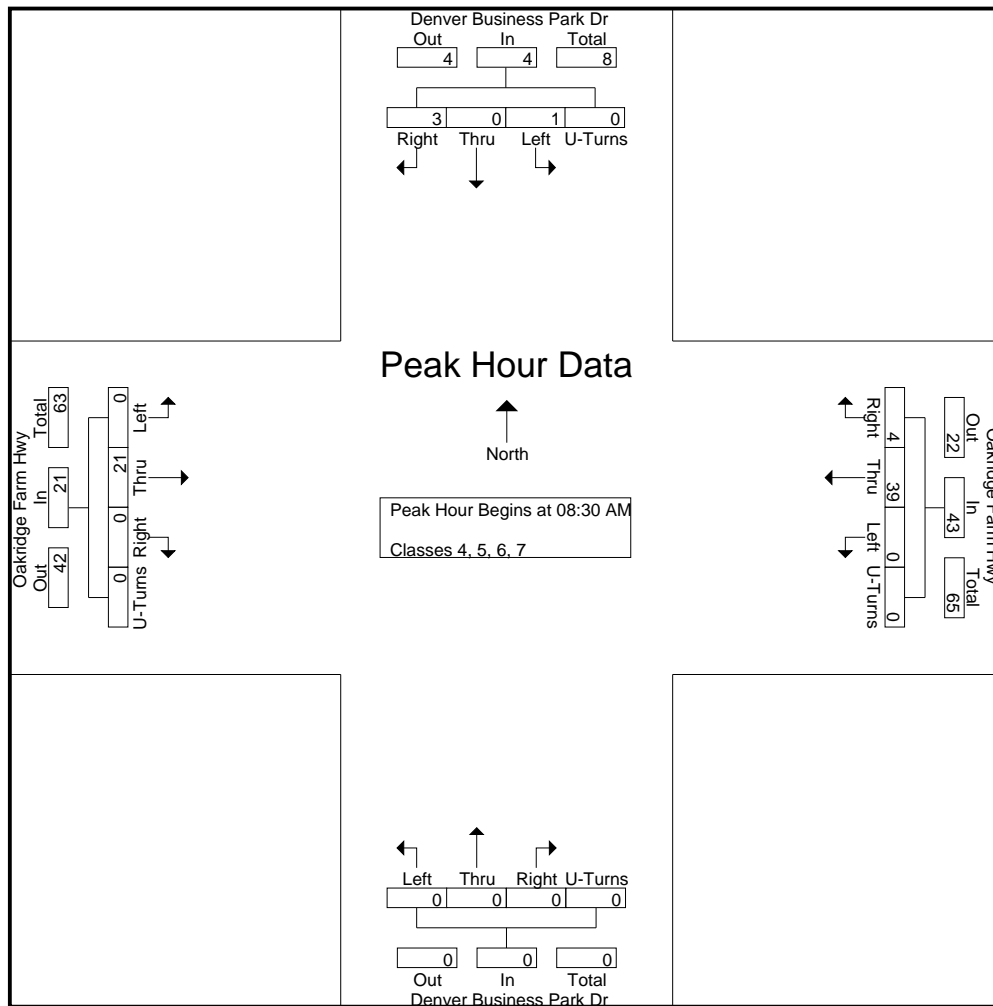 Denver Business Park Dr
Out In Total
4 4 8
3 0 1 0
Right Thru Left U-Turns
Peak Hour Data
North
Peak Hour Begins at 08:30 AM
Classes 4, 5, 6, 7
Oakridge Farm Hwy
Total In Out
63 21 42
0 21 0 0
Left Thru Right U-Turns
Oakridge Farm Hwy
Out In Total
22 43 65
4 39 0 0
Right Thru Left U-Turns
Left Thru Right U-Turns
0 0 0 0
0 0 0
Out In Total
Denver Business Park Dr